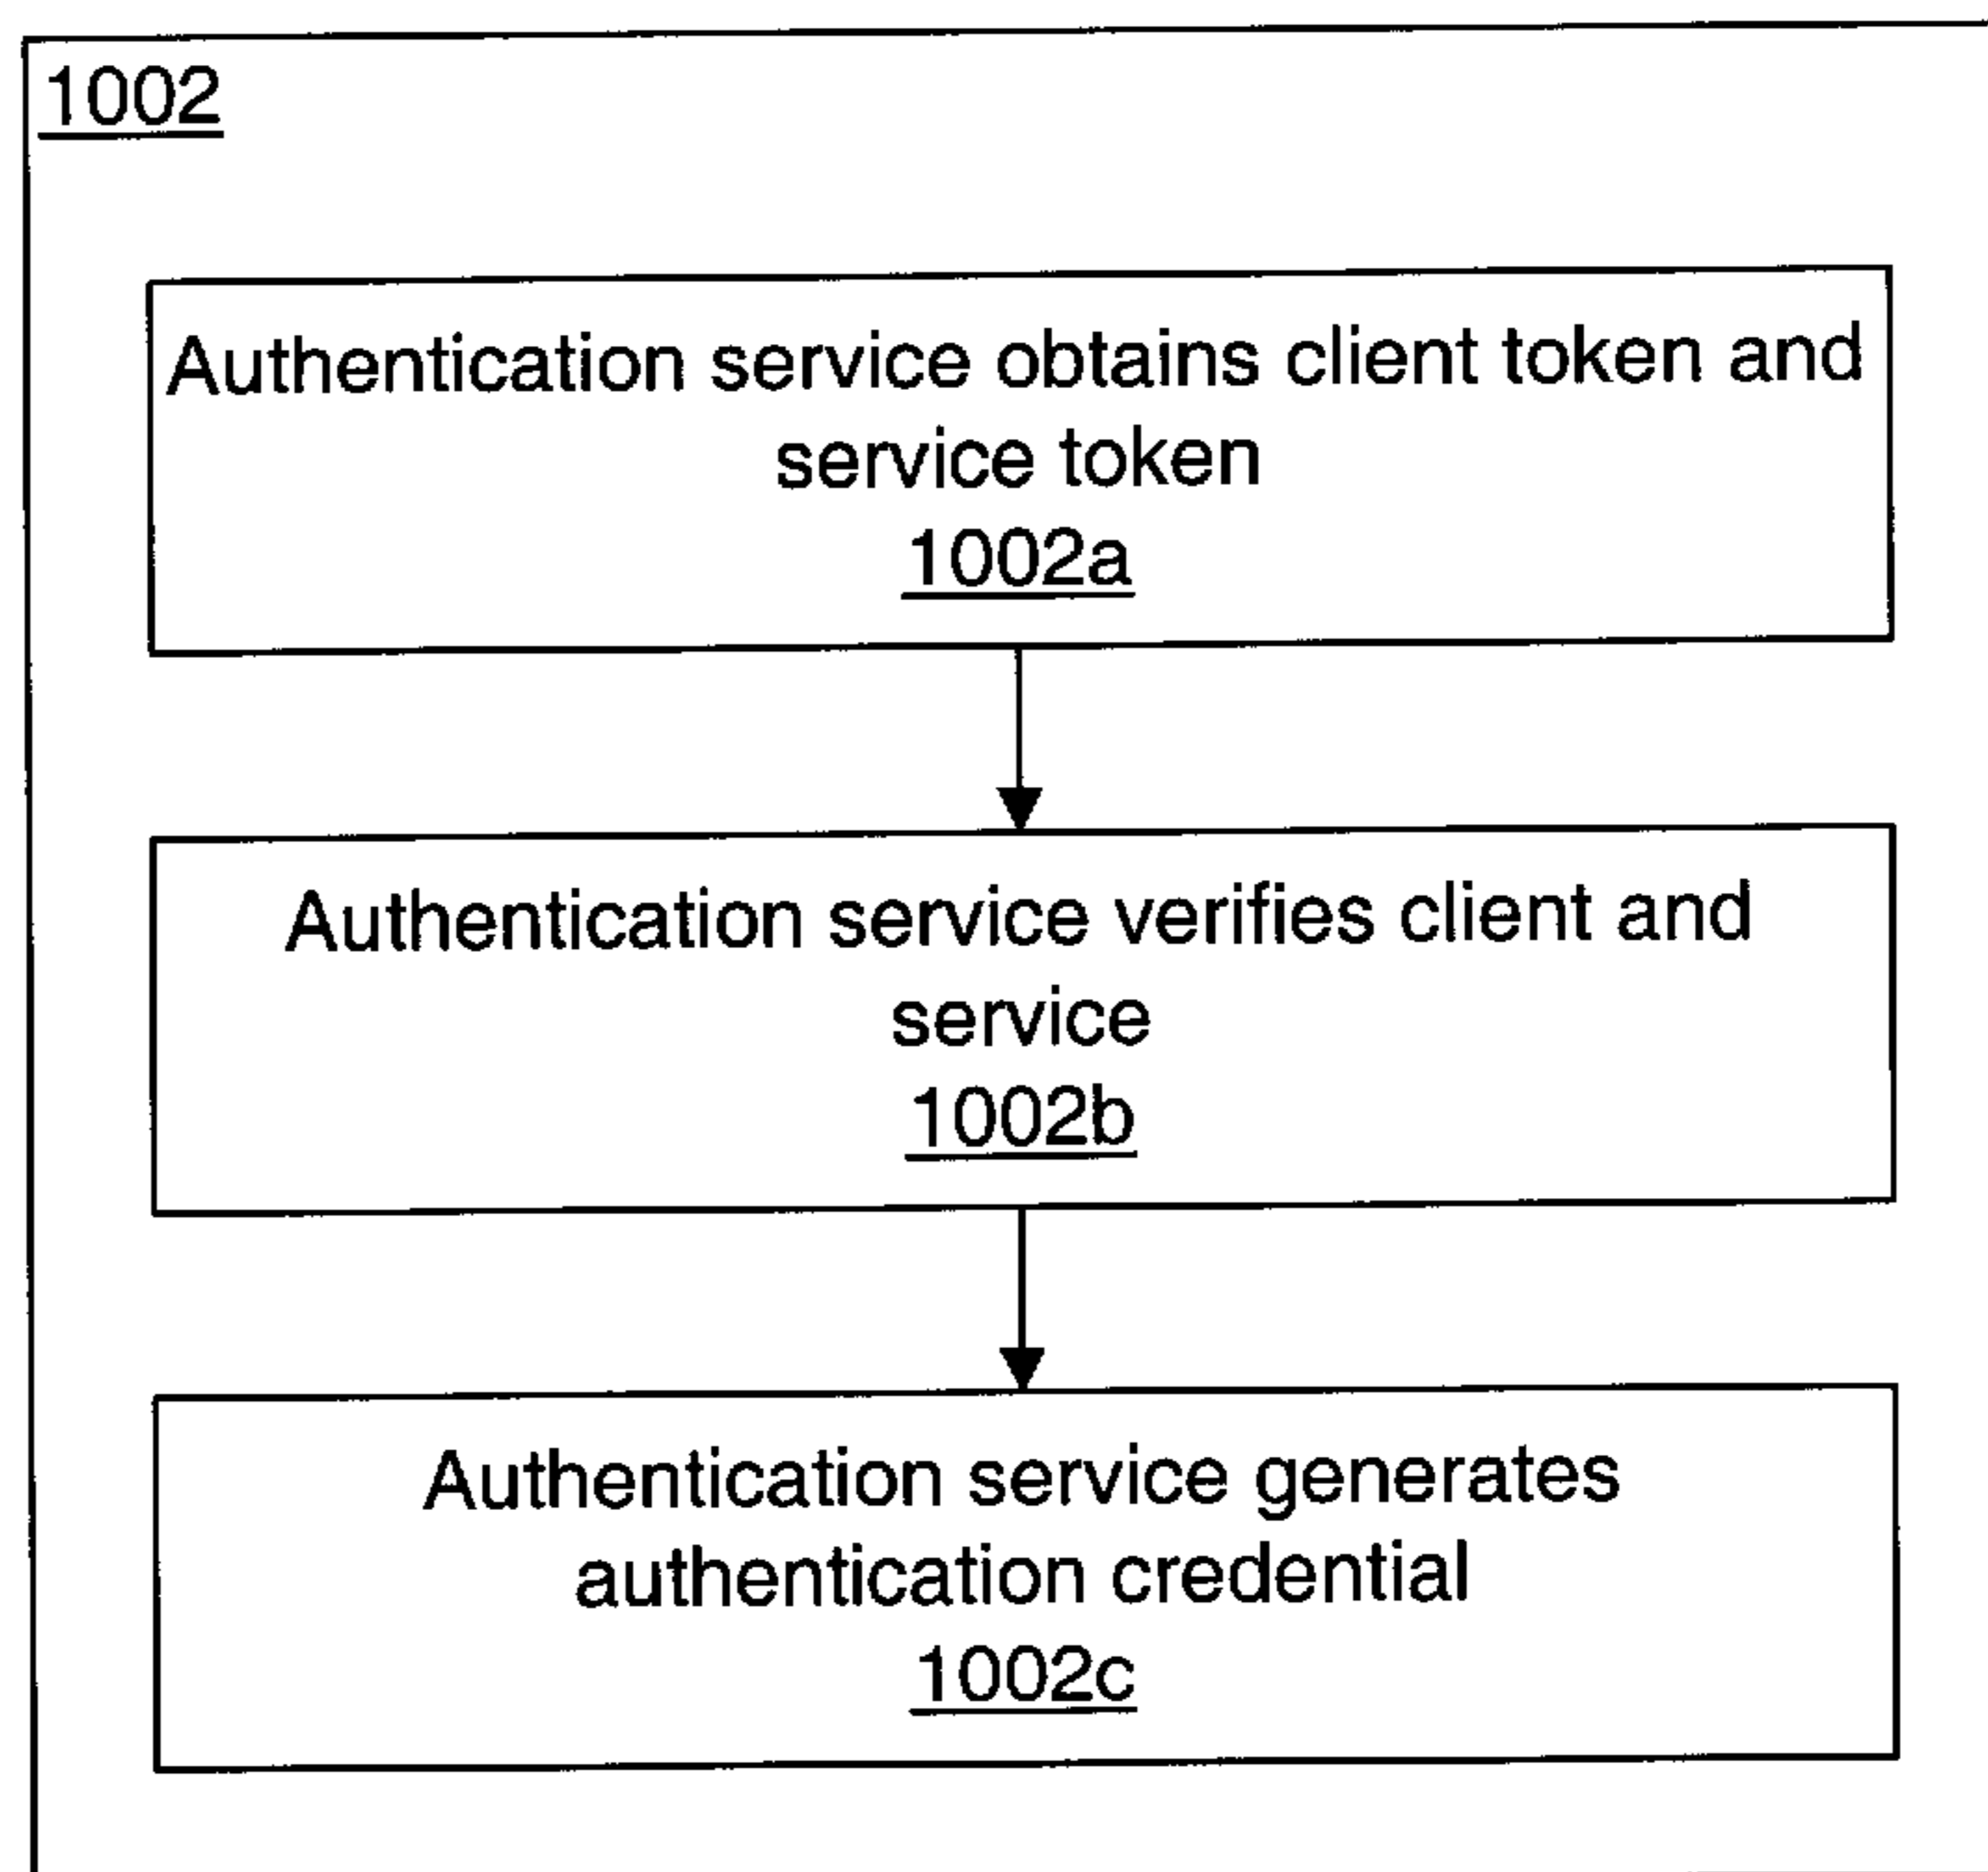 1002
Authentication service obtains client token and
service token
1002a
Authentication service verifies client and
service
1002b
Authentication service generates
authentication credential
1002c